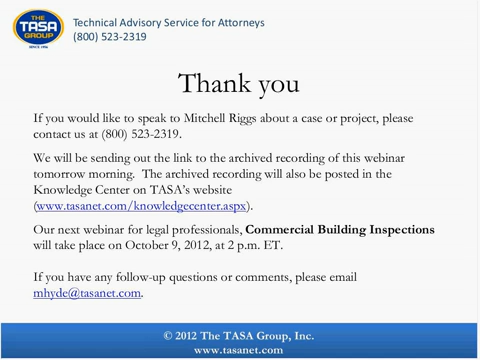 THE
TASA
GROUP
SINCE 1956
Technical Advisory Service for Attorneys
(800) 523-2319
Thank you
If you would like to speak to Mitchell Riggs about a case or project, please
contact us at (800) 523-2319.
We will be sending out the link to the archived recording of this webinar
tomorrow morning.  The archived recording will also be posted in the
Knowledge Center on TASA's website
(www.tasanet.com/knowledgecenter.aspx).
Our next webinar for legal professionals, Commercial Building Inspections
will take place on October 9, 2012, at 2 p.m. ET.
If you have any follow-up questions or comments, please email
mhyde@tasanet.com.
© 2012 The TASA Group, Inc.
www.tasanet.com